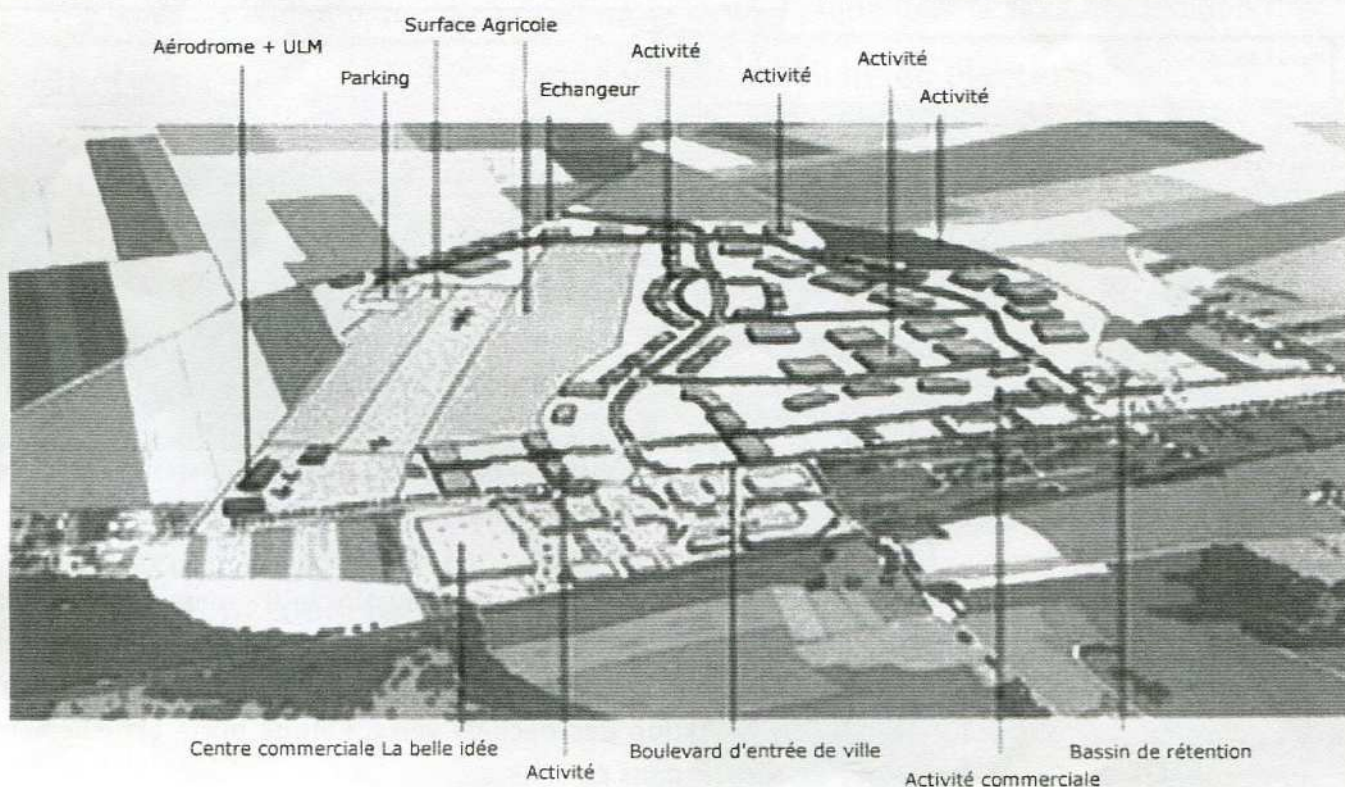 Surface Agricole
Aérodrome + ULM
Activité
Activité
Parking
Activité
Echangeur
Activité
Centre commerciale La belle idée
Boulevard d'entrée de ville
Bassin de rétention
Activité
Activité commerciale